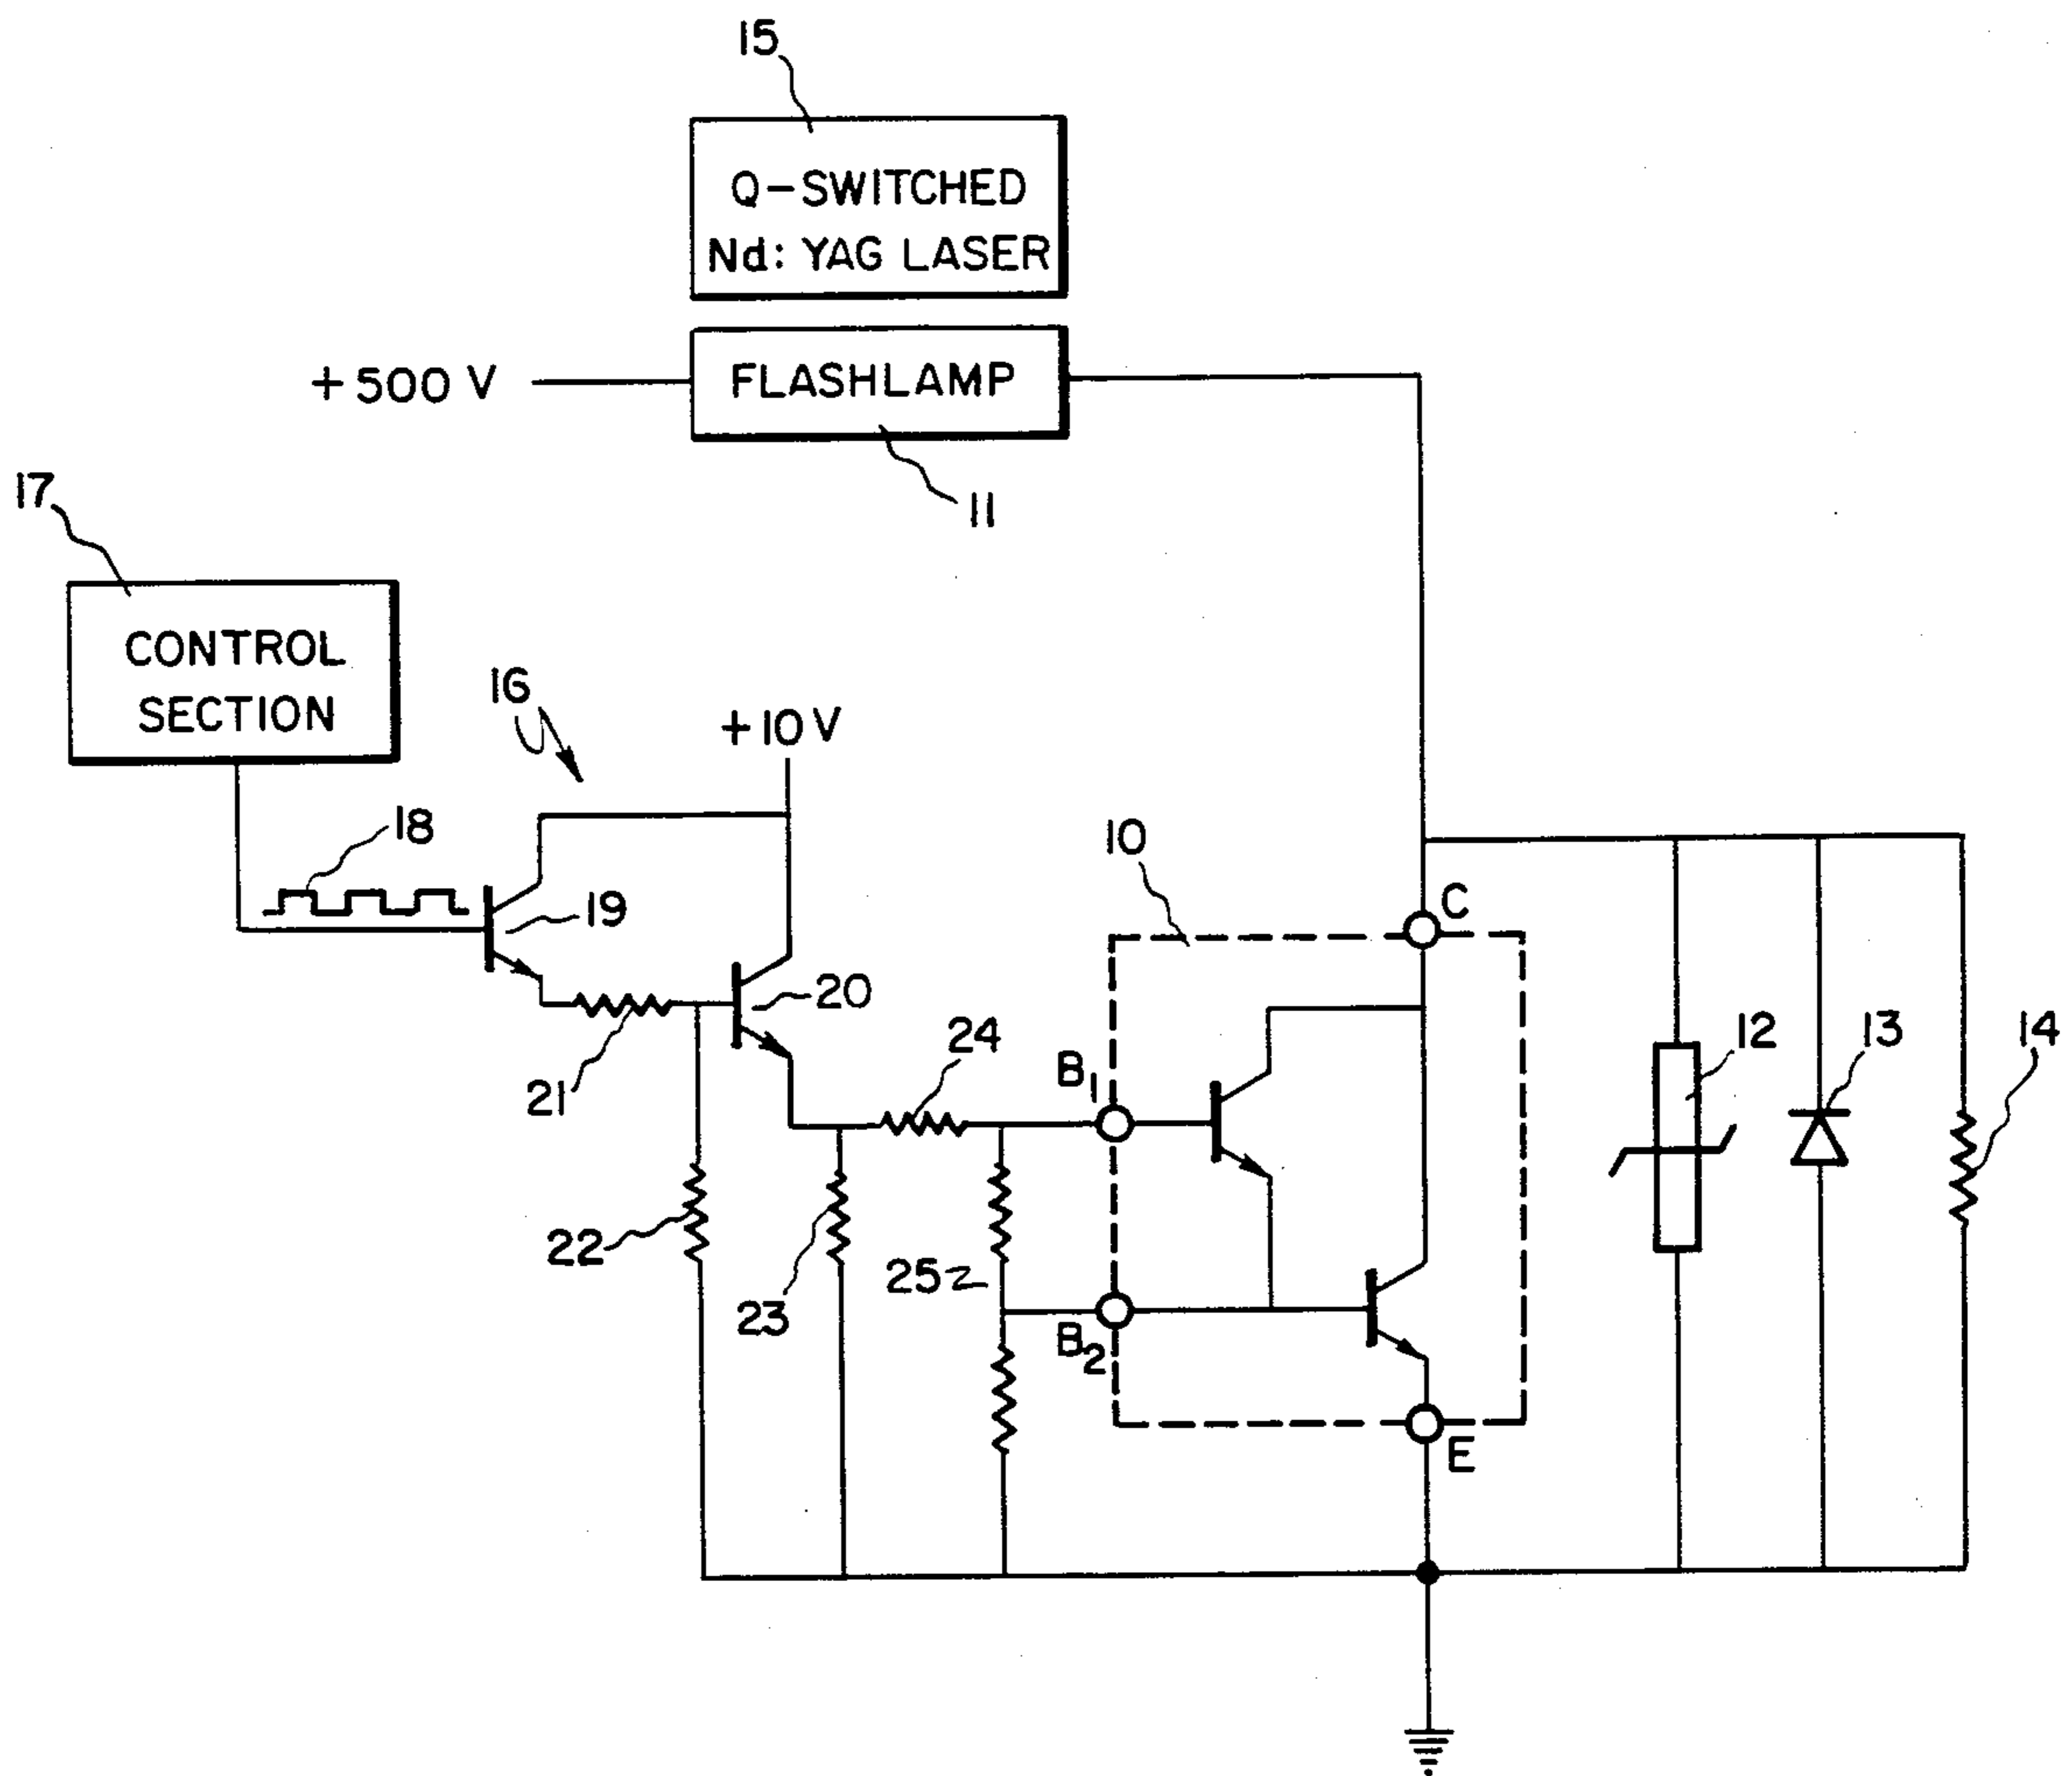 15
Q-SWITCHED
Nd: YAG LASER
+500 V
FLASHLAMP
11
17
CONTROL
SECTION
16
+10 V
18
10
C
19
20
24
12
13
14
21
B1
22
23
25
B2
E